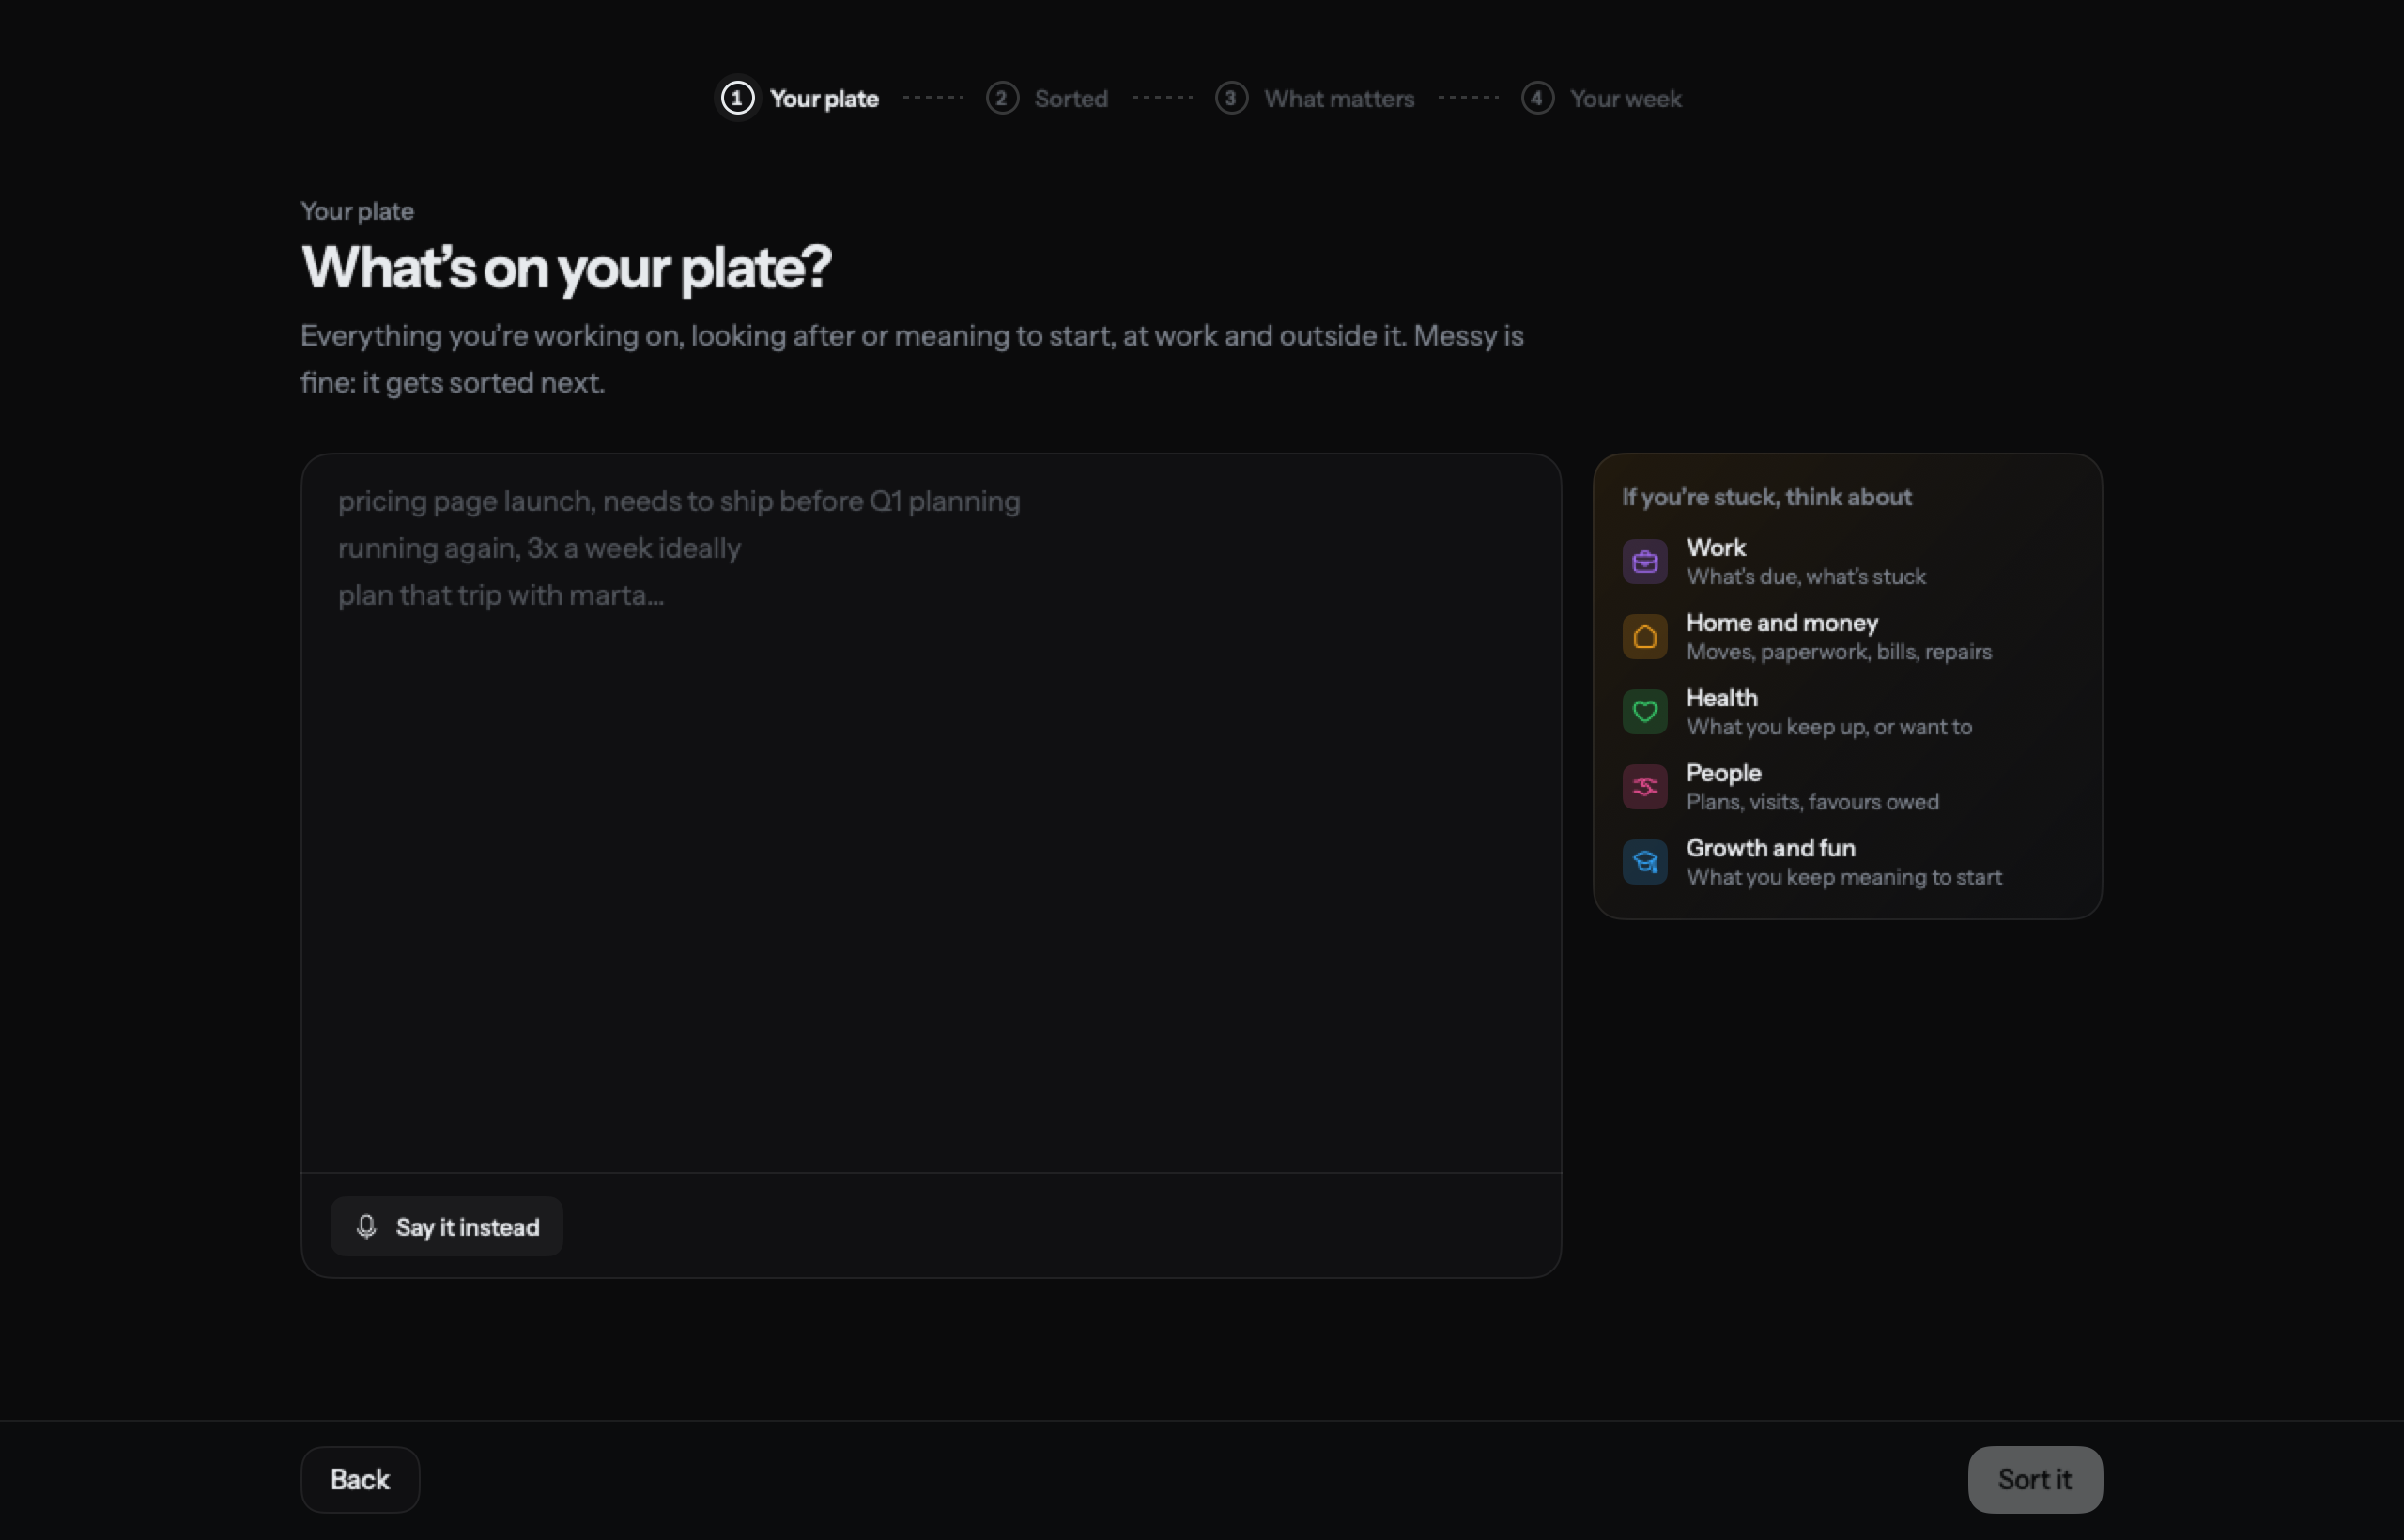 1 Your plate 2 Sorted 3 What matters 4 Your week
Your plate
What’s on your plate?
Everything you’re working on, looking after or meaning to start, at work and outside it. Messy is
fine: it gets sorted next.
pricing page launch, needs to ship before Q1 planning
running again, 3x a week ideally
plan that trip with marta...
Say it instead
If you’re stuck, think about
Work
What's due, what's stuck
Home and money
Moves, paperwork, bills, repairs
Health
What you keep up, or want to
People
Plans, visits, favours owed
Growth and fun
What you keep meaning to start
Back
Sort it